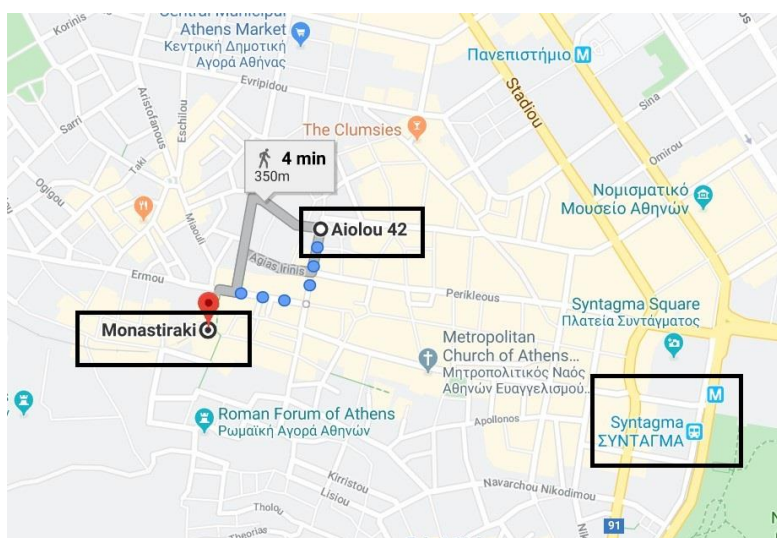 Korinis
Central Municipal
Athens Market
Κεντρική Δημοτική
Αγορά Αθήνας
Πανεπιστήμιο M
Stadiou
Evripidou
Sina
Aristofanous
Eschilou
Sarri
The Clumsies
Omirou
Taki
4 min
350m
Ogigou
Νομισματικό
Μουσείο Αθηνών
Miaouli
Aiolou 42
Agias Irinis
Ermou
Perikleous
Syntagma Square
Πλατεία Συντάγματος
Monastiraki
Metropolitan
Church of Athens...
Μητροπολιτικός Ναός
Αθηνών Ευαγγελισμού...
M
Roman Forum of Athens
Ρωμαϊκή Αγορά Αθηνών
Apollonos
Syntagma
ΣΥΝΤΑΓΜΑ
Kirristou
Lisiou
Navarchou Nikodimou
Tholou
91